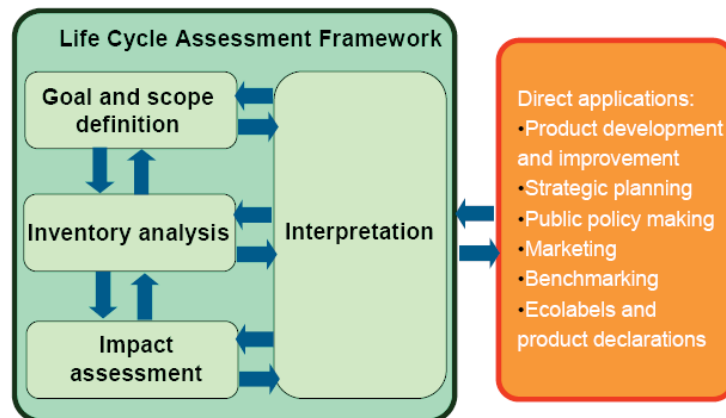 Life Cycle Assessment Framework
Goal and scope
definition
Inventory analysis
Impact
assessment
Interpretation
Direct applications:
•Product development
and improvement
•Strategic planning
•Public policy making
•Marketing
•Benchmarking
•Ecolabels and
product declarations